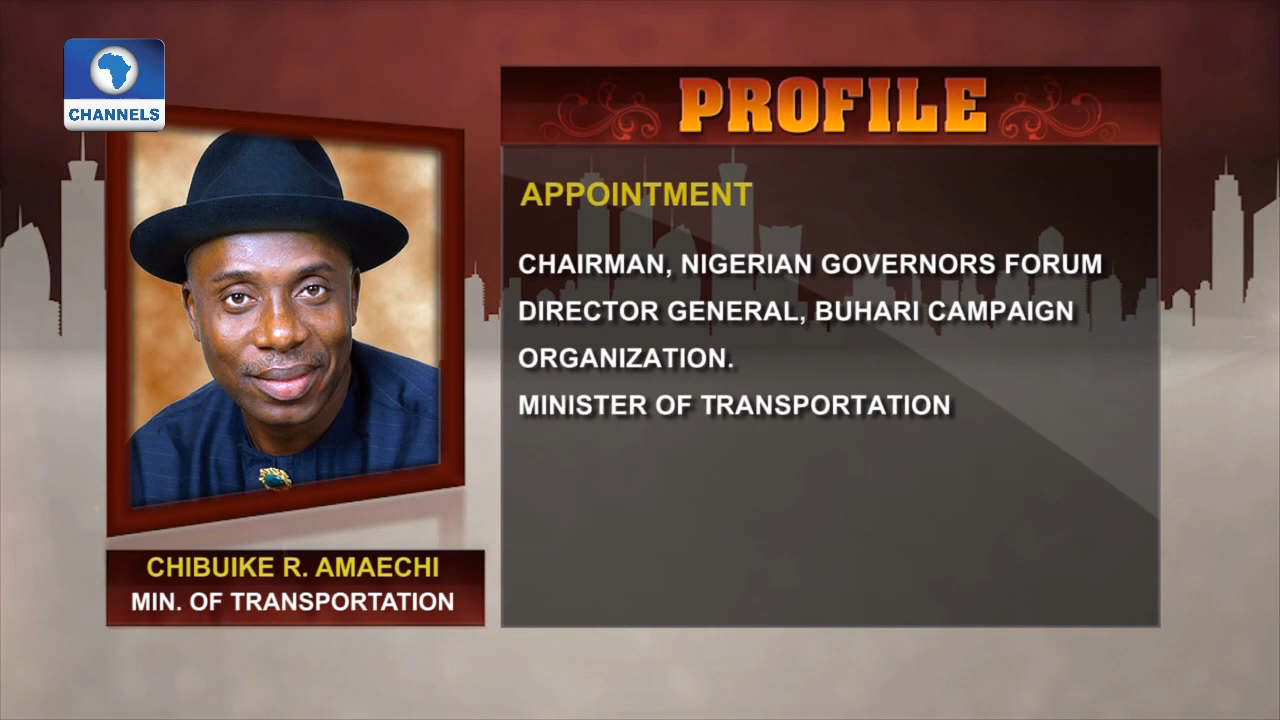 CHANNELS
PROFILE
APPOINTMENT
CHAIRMAN, NIGERIAN GOVERNORS FORUM
DIRECTOR GENERAL, BUHARI CAMPAIGN
ORGANIZATION.
MINISTER OF TRANSPORTATION
CHIBUIKE R. AMAECHI
MIN. OF TRANSPORTATION